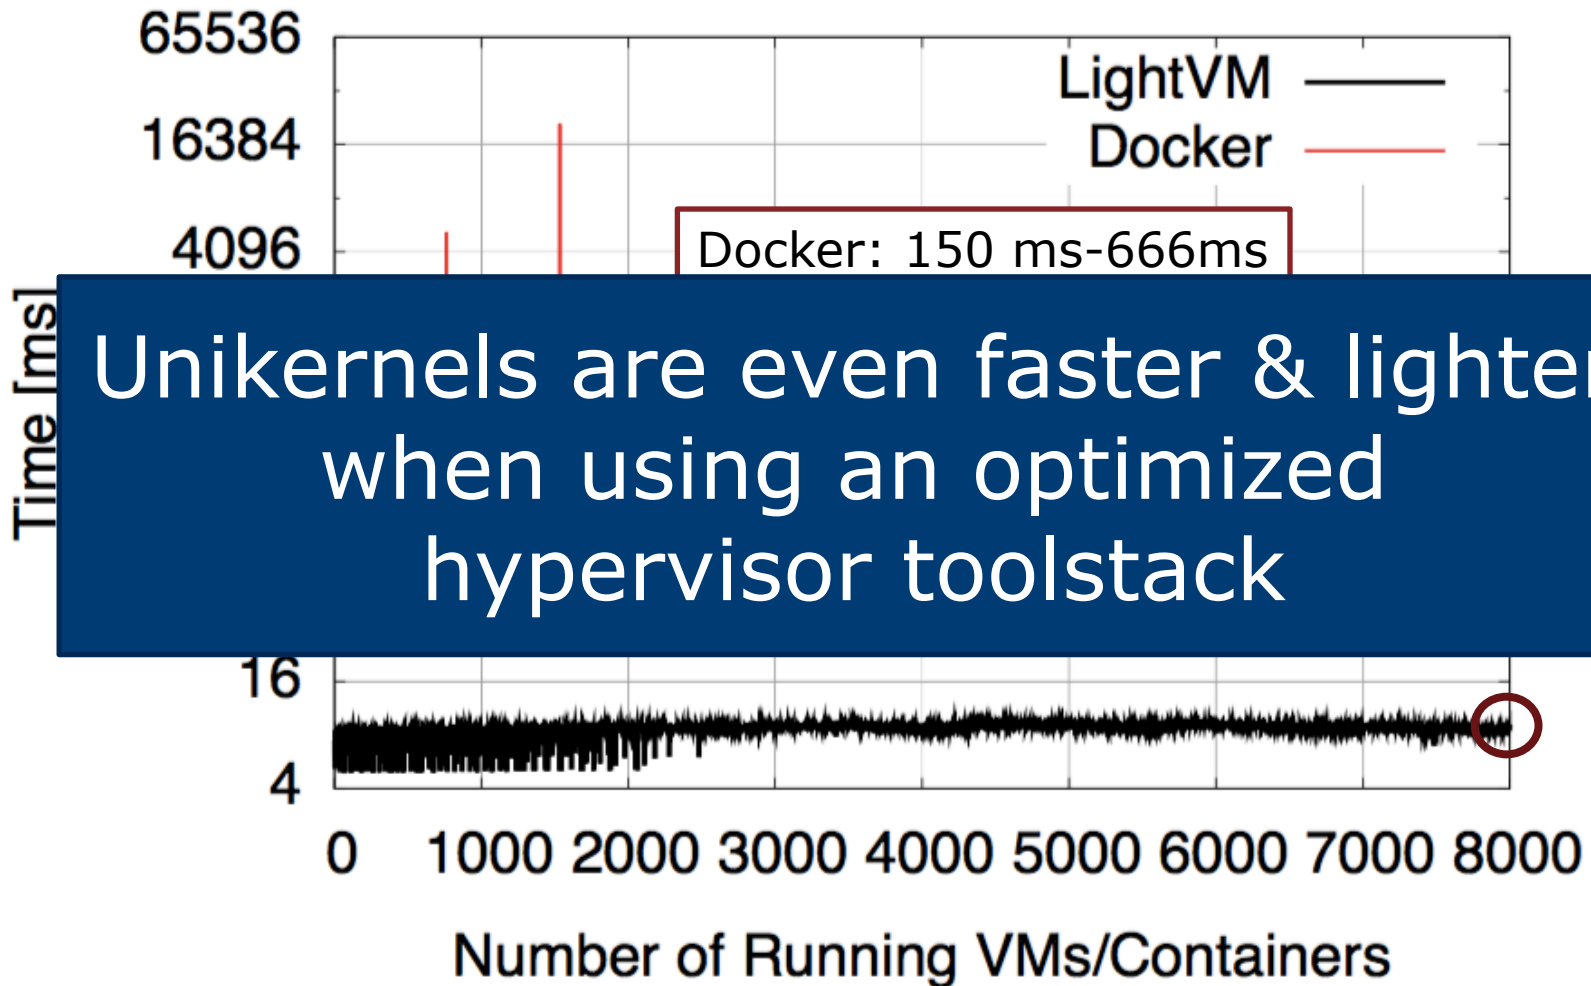 65536
16384
4096
16
4
Time [ms]
LightVM
Docker
Docker: 150 ms-666ms
Unikernels are even faster & lighter
when using an optimized
hypervisor toolstack
0 1000 2000 3000 4000 5000 6000 7000 8000
Number of Running VMs/Containers